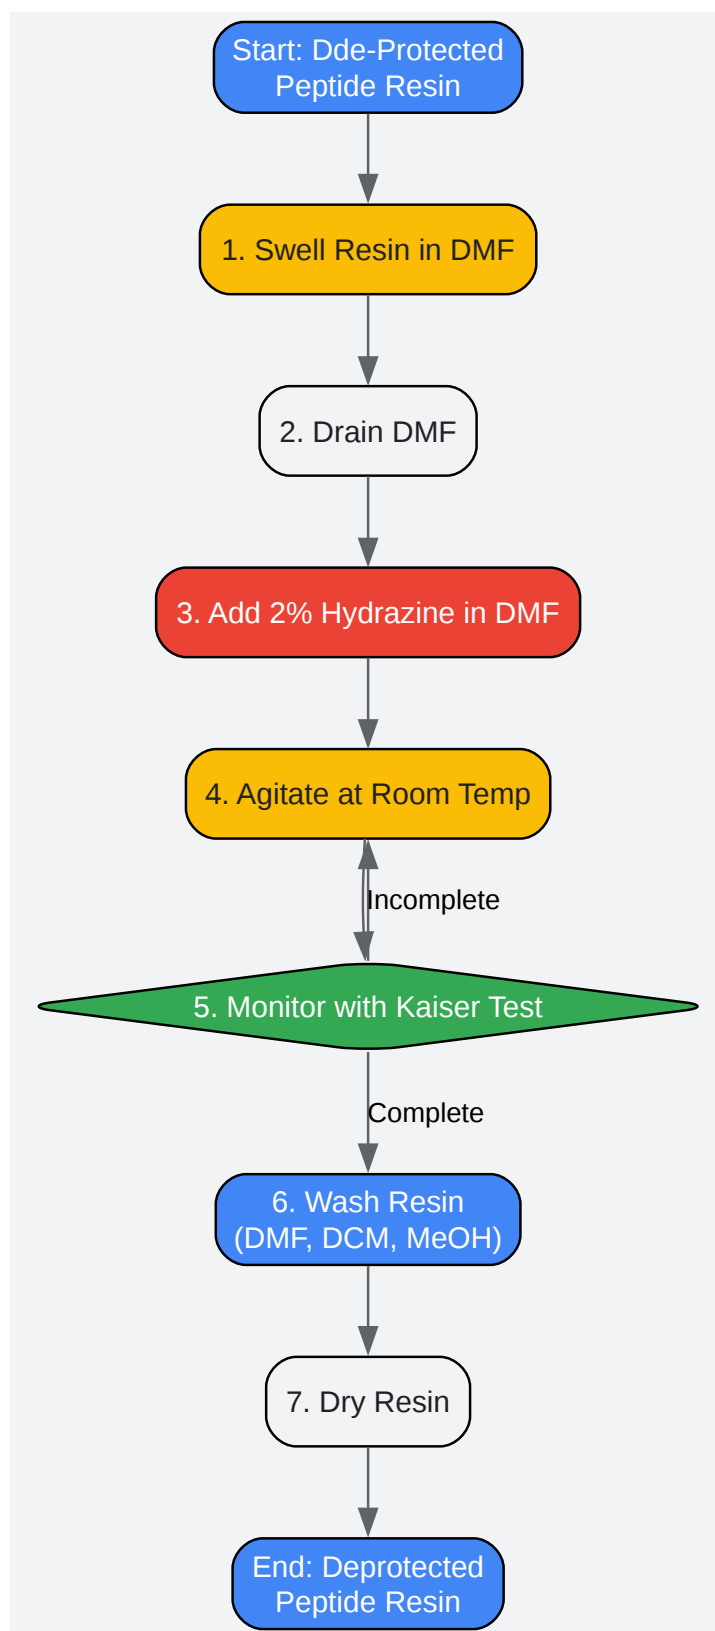 Start: Dde-Protected
Peptide Resin
1. Swell Resin in DMF
2. Drain DMF
3. Add 2% Hydrazine in DMF
4. Agitate at Room Temp
Incomplete
5. Monitor with Kaiser Test
Complete
6. Wash Resin
(DMF, DCM, MeOH)
7. Dry Resin
End: Deprotected
Peptide Resin